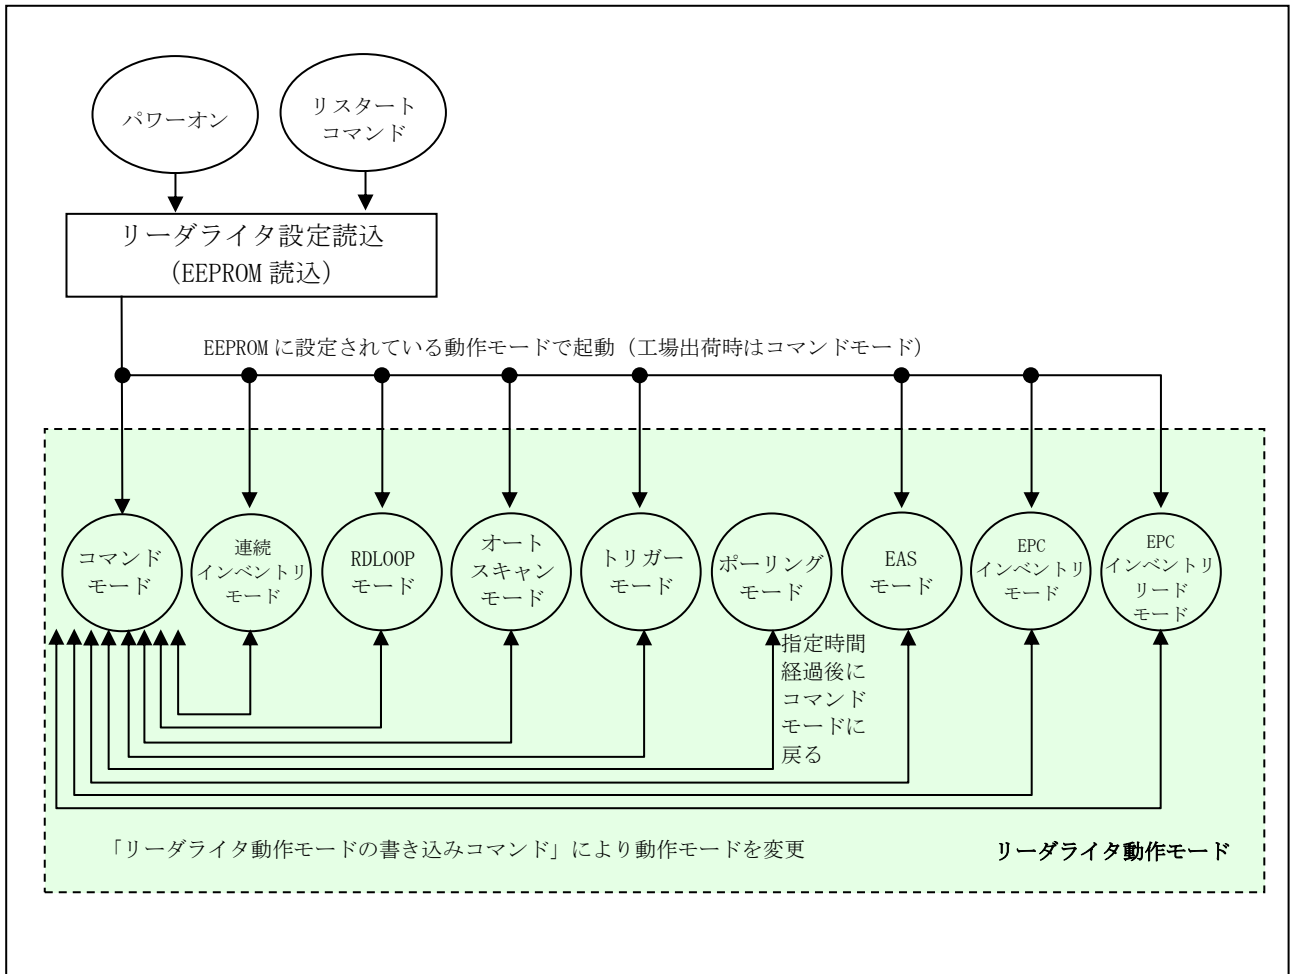 パワーオン
リスタート
コマンド
リーダライタ設定読込
（EEPROM 読込）
EEPROM に設定されている動作モードで起動（工場出荷時はコマンドモード）
コマンド
モード
連続
インベントリ
モード
RDLOOP
モード
オート
スキャン
モード
トリガー
モード
ポーリング
モード
EAS
モード
EPC
インベントリ
モード
EPC
インベントリ
リード
モード
指定時間
経過後に
コマンド
モードに
戻る
「リーダライタ動作モードの書き込みコマンド」により動作モードを変更
リーダライタ動作モード